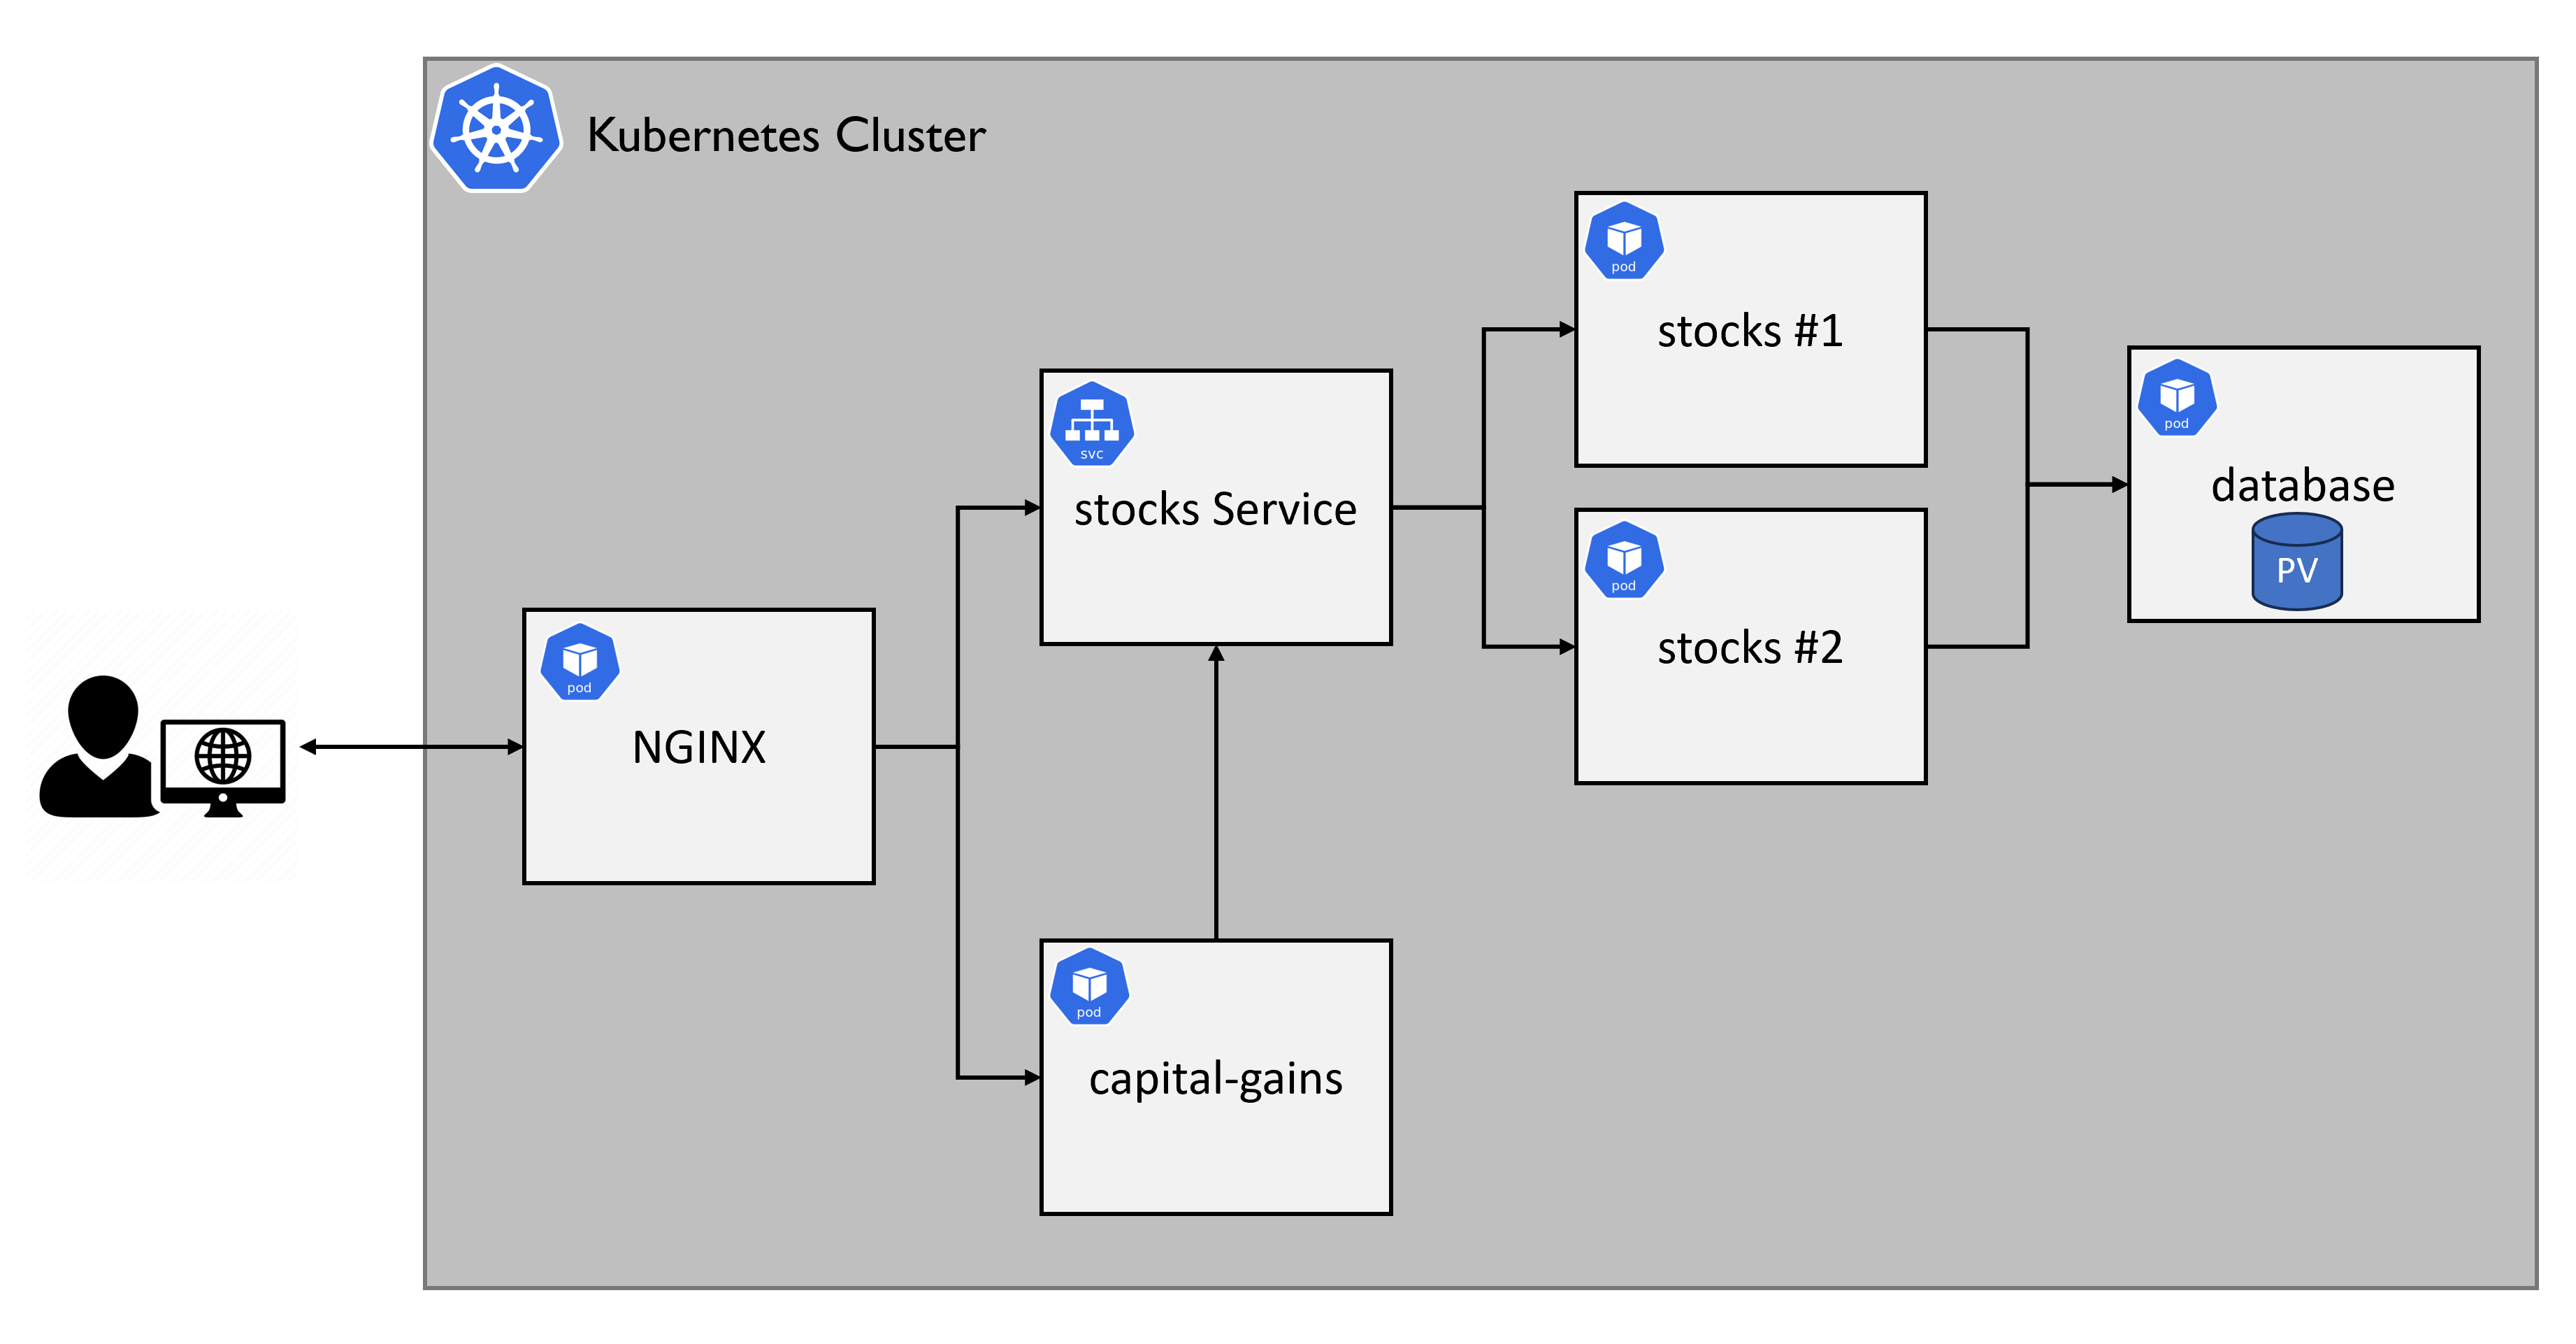 Kubernetes Cluster
pod
stocks #1
svc
stocks Service
pod
stocks #2
pod
database
PV
pod
NGINX
pod
capital-gains